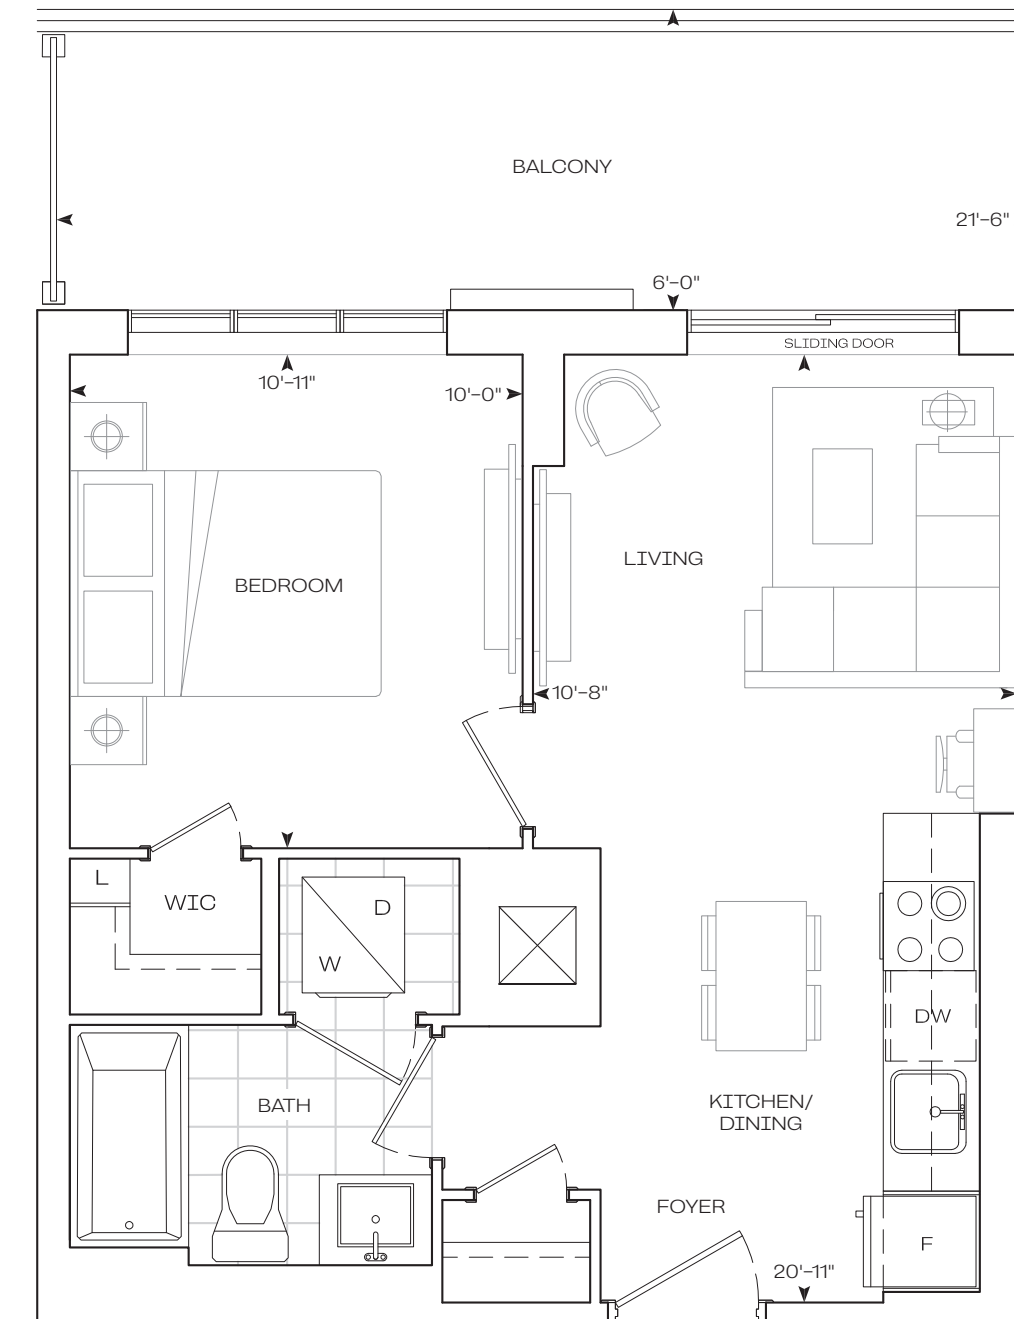 BALCONY
21'-6"
6'-0"
SLIDING DOOR
10'-11"
10'-0"
LIVING
BEDROOM
10'-8"
L
WIC
D
W
DW
BATH
KITCHEN/
DINING
FOYER
F
20'-11"